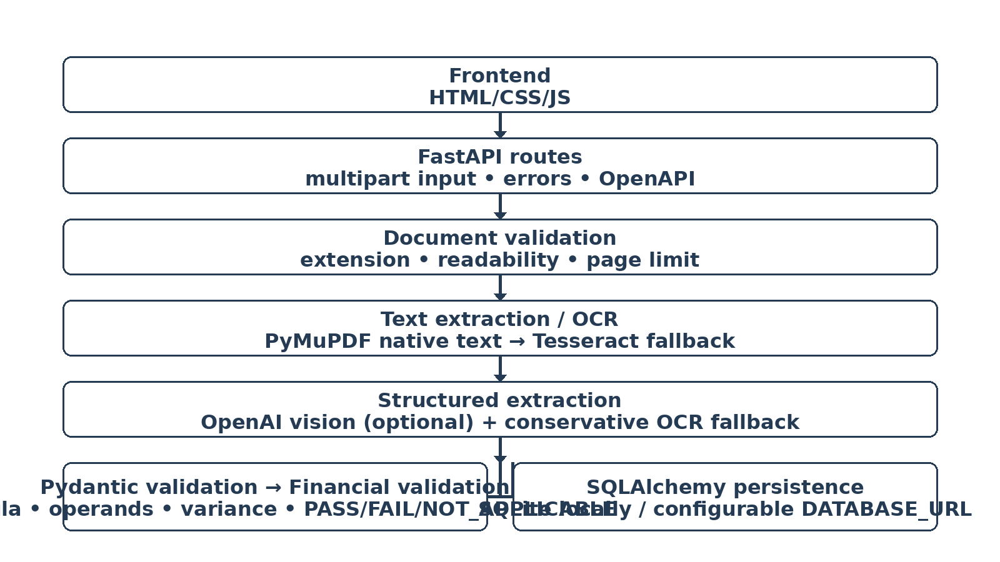 Frontend
HTML/CSS/JS
FastAPI routes
multipart input • errors • OpenAPI
Document validation
extension • readability • page limit
Text extraction / OCR
PyMuPDF native text → Tesseract fallback
Structured extraction
OpenAI vision (optional) + conservative OCR fallback
Pydantic validation → Financial validation
• operands • variance • PASS/FAIL/NOT_APPLICABLE
SQLAlchemy persistence
SQLite locally / configurable DATABASE_URL